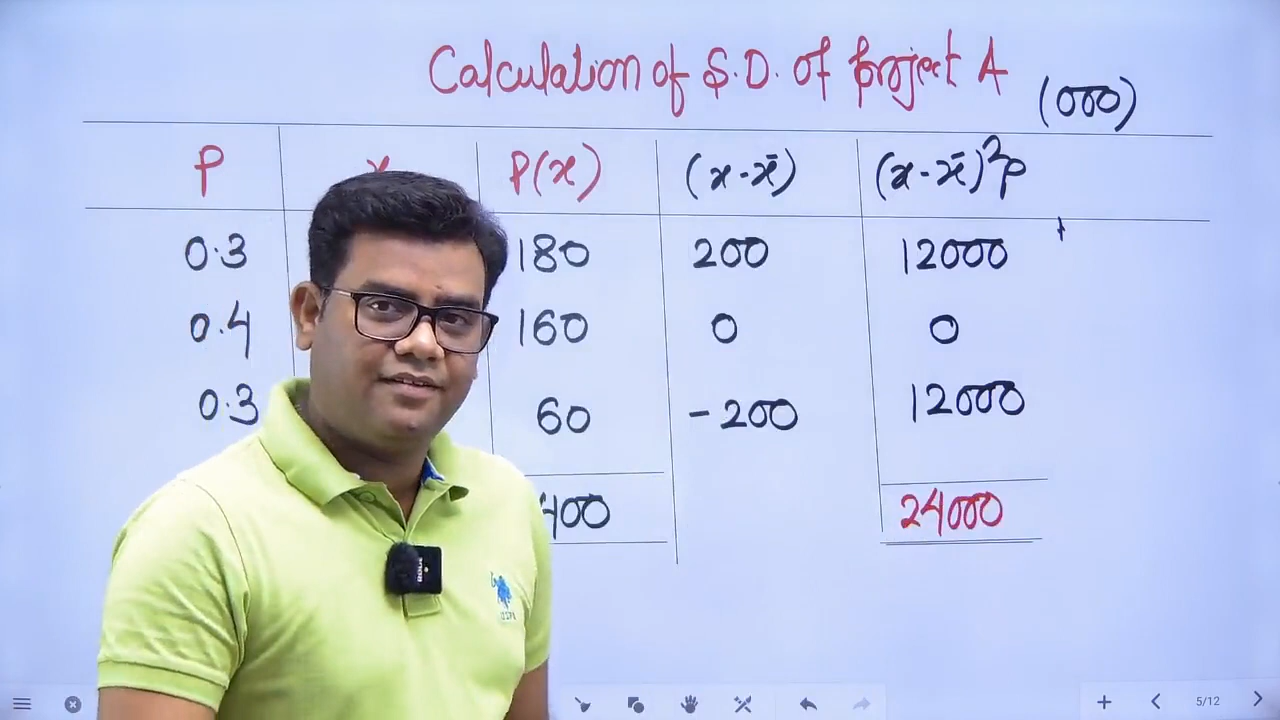 Calculation of S.D. of Project A
(000)
P x P(x) (x-x̄) (x-x̄)²P
0.3 180 200 12000
0.4 160 0 0
0.3 60 -200 12000
400 24000
5/12